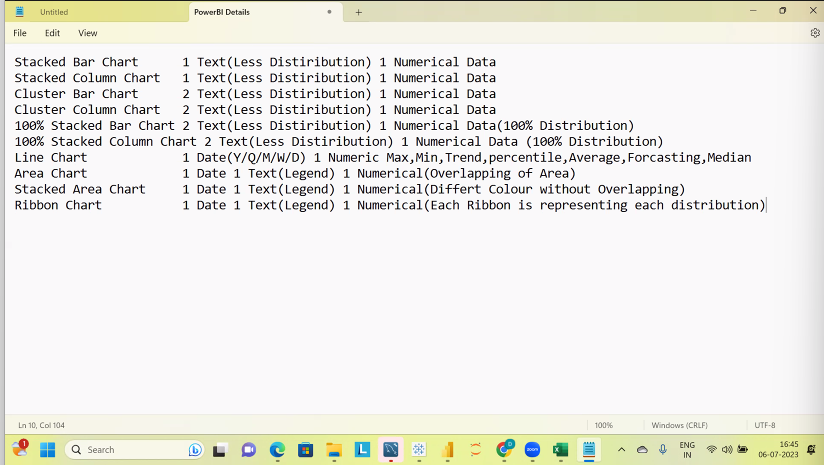 Untitled
PowerBI Details
File Edit View
Stacked Bar Chart 1 Text(Less Distiribution) 1 Numerical Data
Stacked Column Chart 1 Text(Less Distiribution) 1 Numerical Data
Cluster Bar Chart 2 Text(Less Distiribution) 1 Numerical Data
Cluster Column Chart 2 Text(Less Distiribution) 1 Numerical Data
100% Stacked Bar Chart 2 Text(Less Distiribution) 1 Numerical Data(100% Distribution)
100% Stacked Column Chart 2 Text(Less Distiribution) 1 Numerical Data (100% Distribution)
Line Chart 1 Date(Y/Q/M/W/D) 1 Numeric Max,Min,Trend,percentile,Average,Forcasting,Median
Area Chart 1 Date 1 Text(Legend) 1 Numerical(Overlapping of Area)
Stacked Area Chart 1 Date 1 Text(Legend) 1 Numerical(Differt Colour without Overlapping)
Ribbon Chart 1 Date 1 Text(Legend) 1 Numerical(Each Ribbon is representing each distribution)
Ln 10, Col 104 100% Windows (CRLF) UTF-8
1 Search L D zoom ENG IN 16:45 06-07-2023